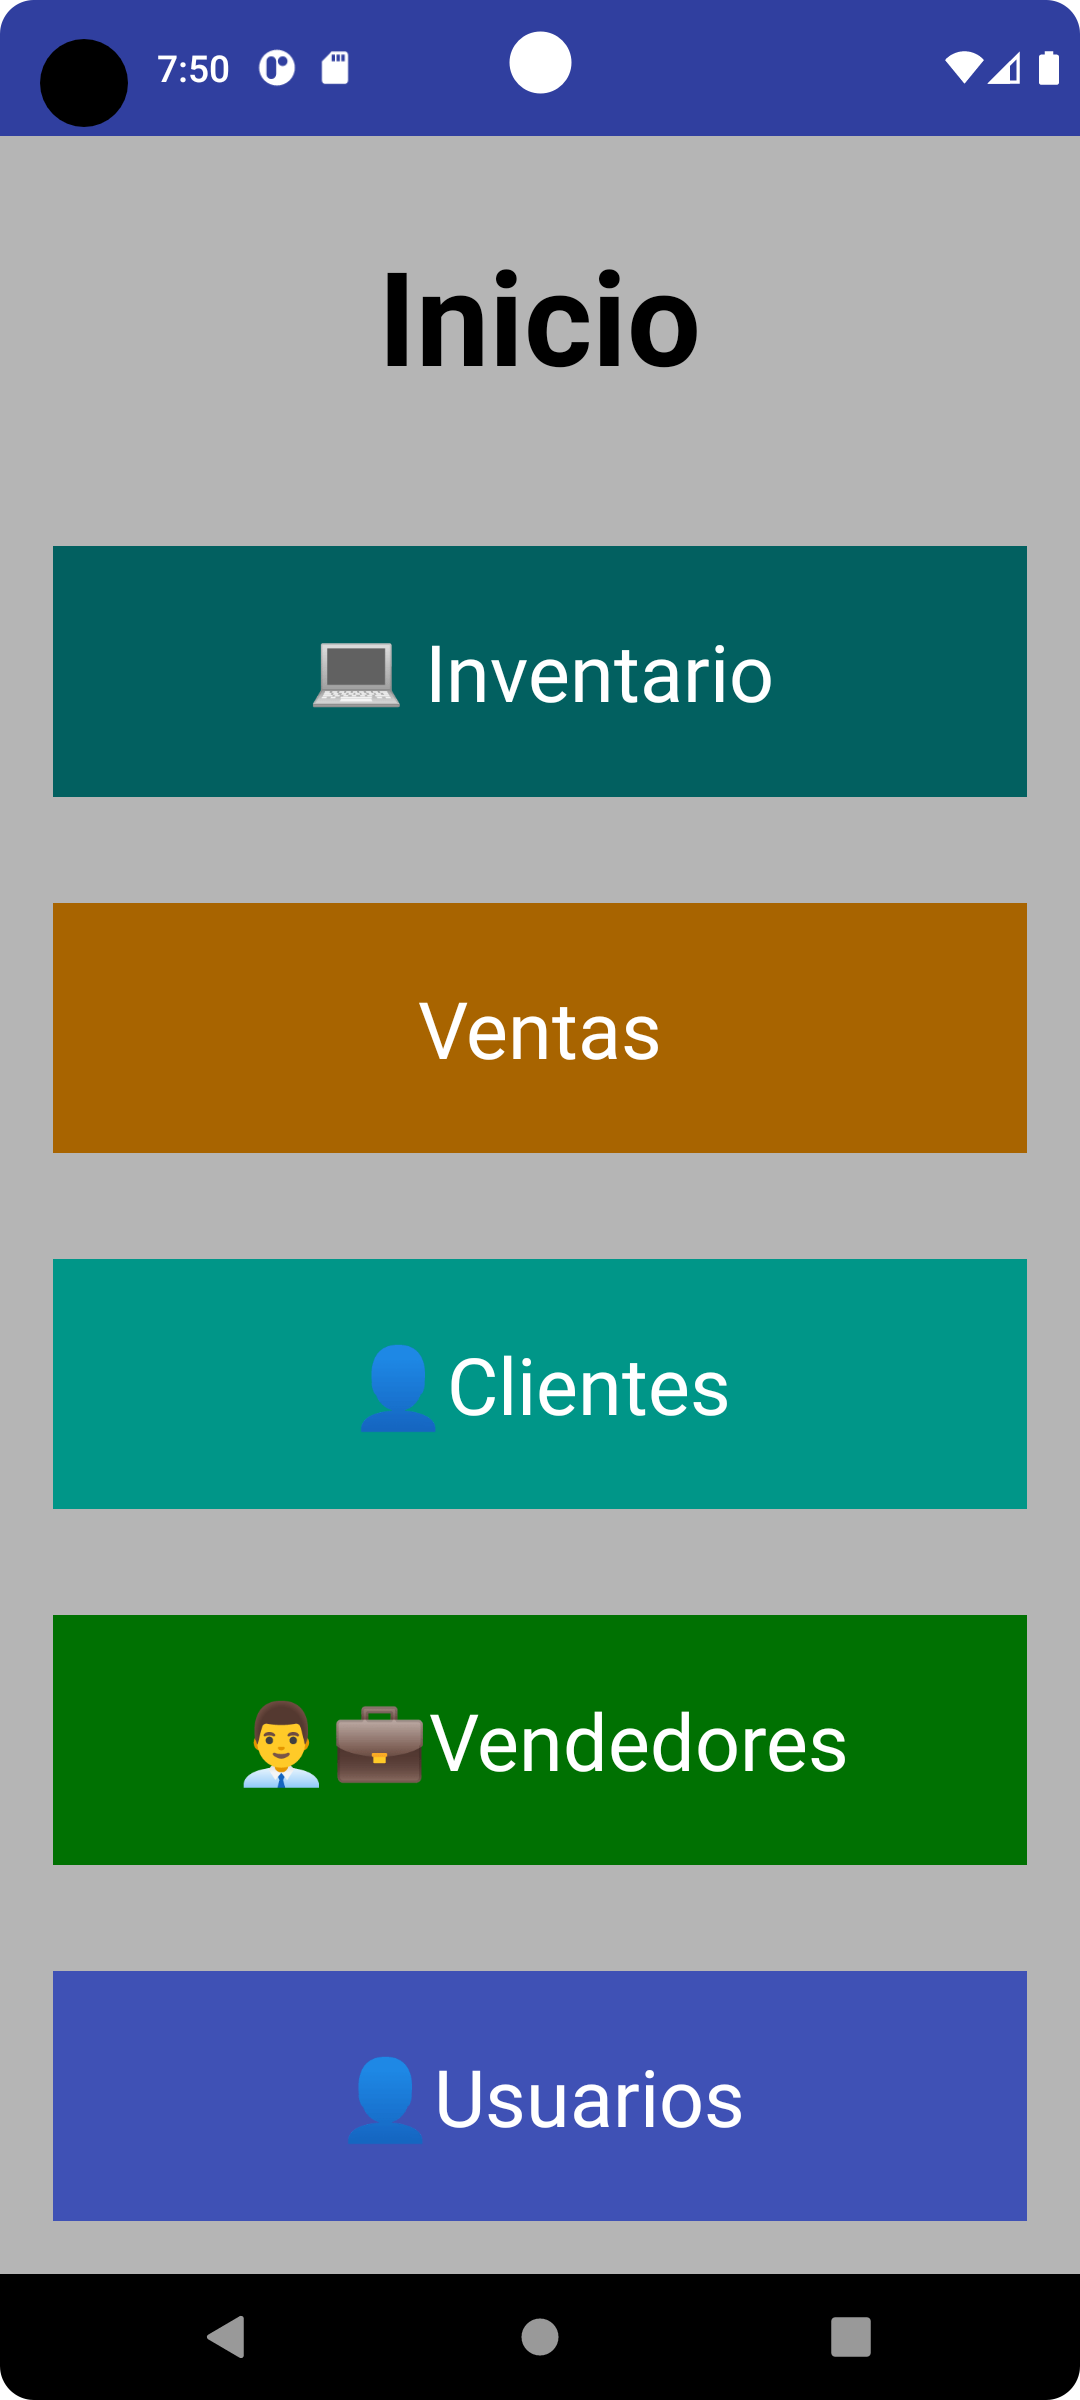 7:50
Inicio
💻 Inventario
Ventas
👤Clientes
👨‍💼💼Vendedores
👤Usuarios